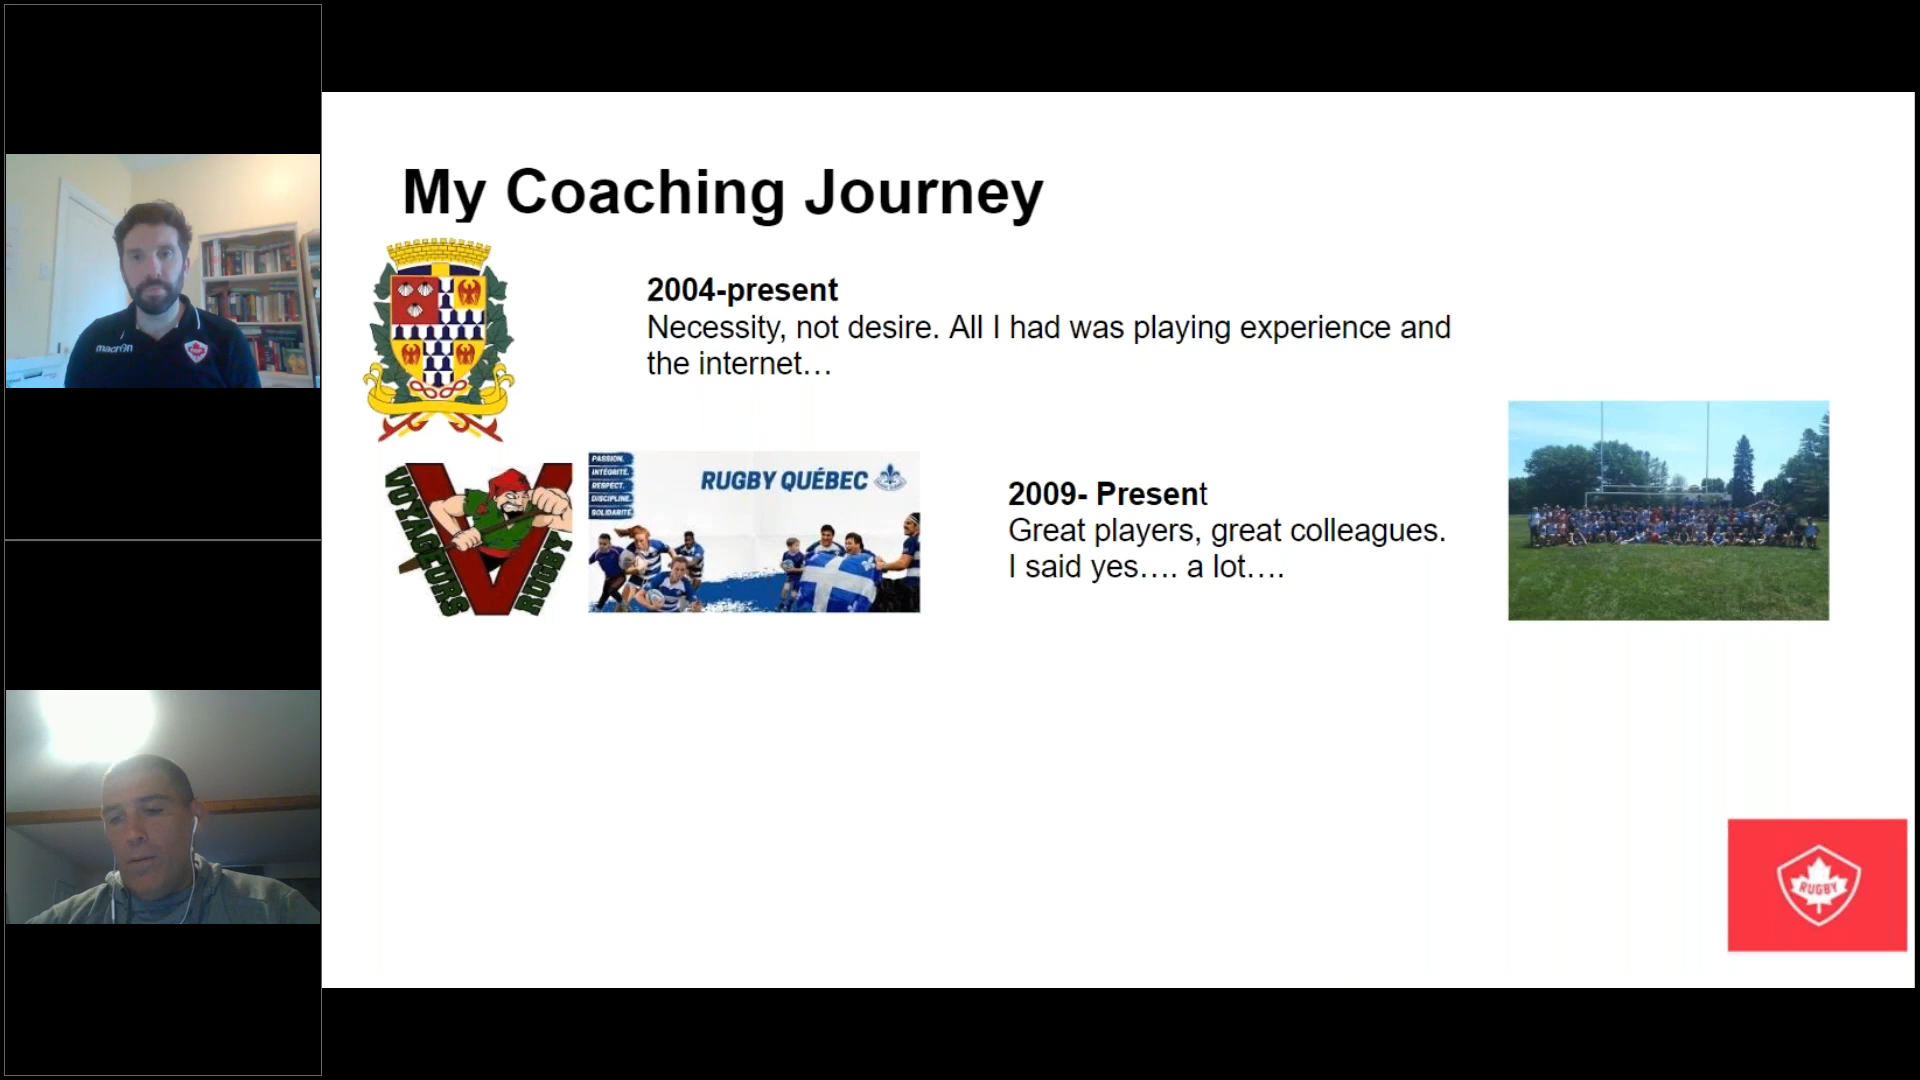 My Coaching Journey
2004-present
Necessity, not desire. All I had was playing experience and
the internet…
macron
VOYAGEURS
RUGBY
PASSION.
INTÉGRITÉ.
RESPECT.
DISCIPLINE.
SOLIDARITÉ.
RUGBY QUÉBEC
2009- Present
Great players, great colleagues.
I said yes…. a lot….
RUGBY